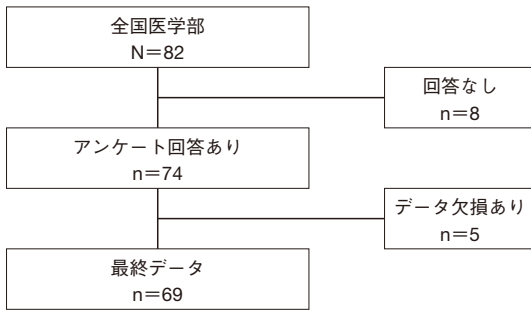 全国医学部
N＝82
回答なし
n＝8
アンケート回答あり
n＝74
データ欠損あり
n＝5
最終データ
n＝69